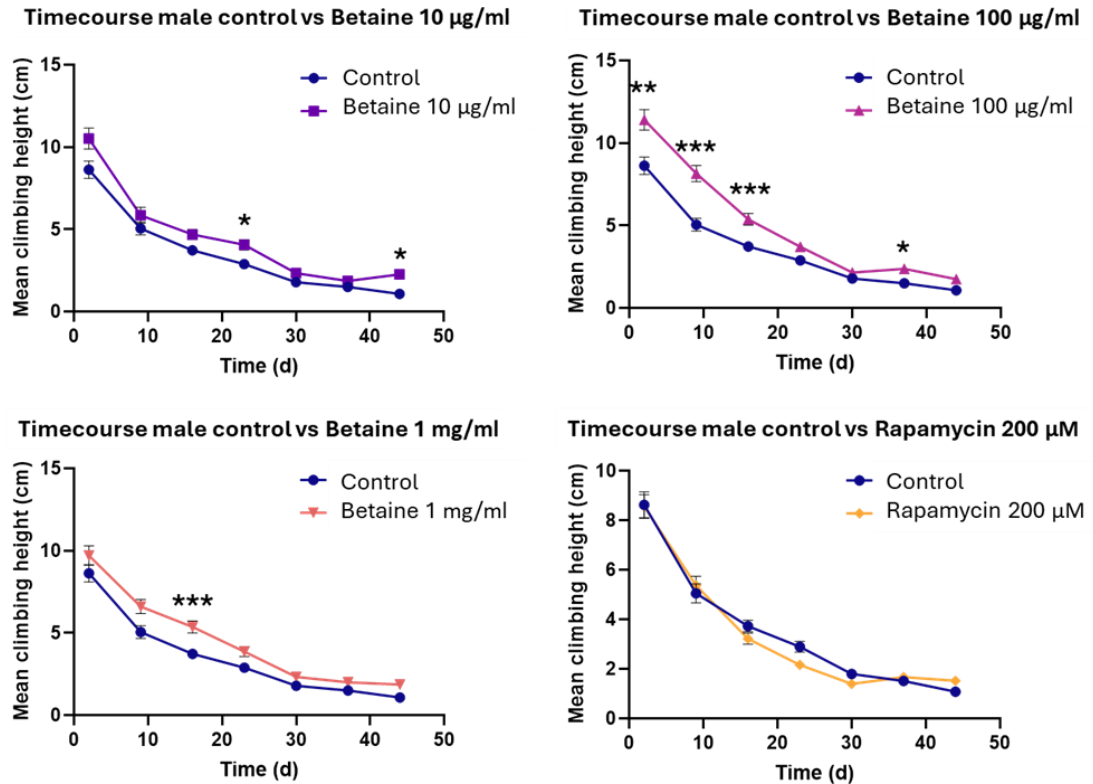 Timecourse male control vs Betaine 10 µg/ml
Mean climbing height (cm)
15
10
5
0
Control
Betaine 10 µg/ml
*
*
0 10 20 30 40 50
Time (d)
Timecourse male control vs Betaine 100 µg/ml
Mean climbing height (cm)
15
10
5
0
Control
Betaine 100 µg/ml
**
***
***
*
0 10 20 30 40 50
Time (d)
Timecourse male control vs Betaine 1 mg/ml
Mean climbing height (cm)
15
10
5
0
Control
Betaine 1 mg/ml
***
0 10 20 30 40 50
Time (d)
Timecourse male control vs Rapamycin 200 µM
Mean climbing height (cm)
10
8
6
4
2
0
Control
Rapamycin 200 µM
0 10 20 30 40 50
Time (d)